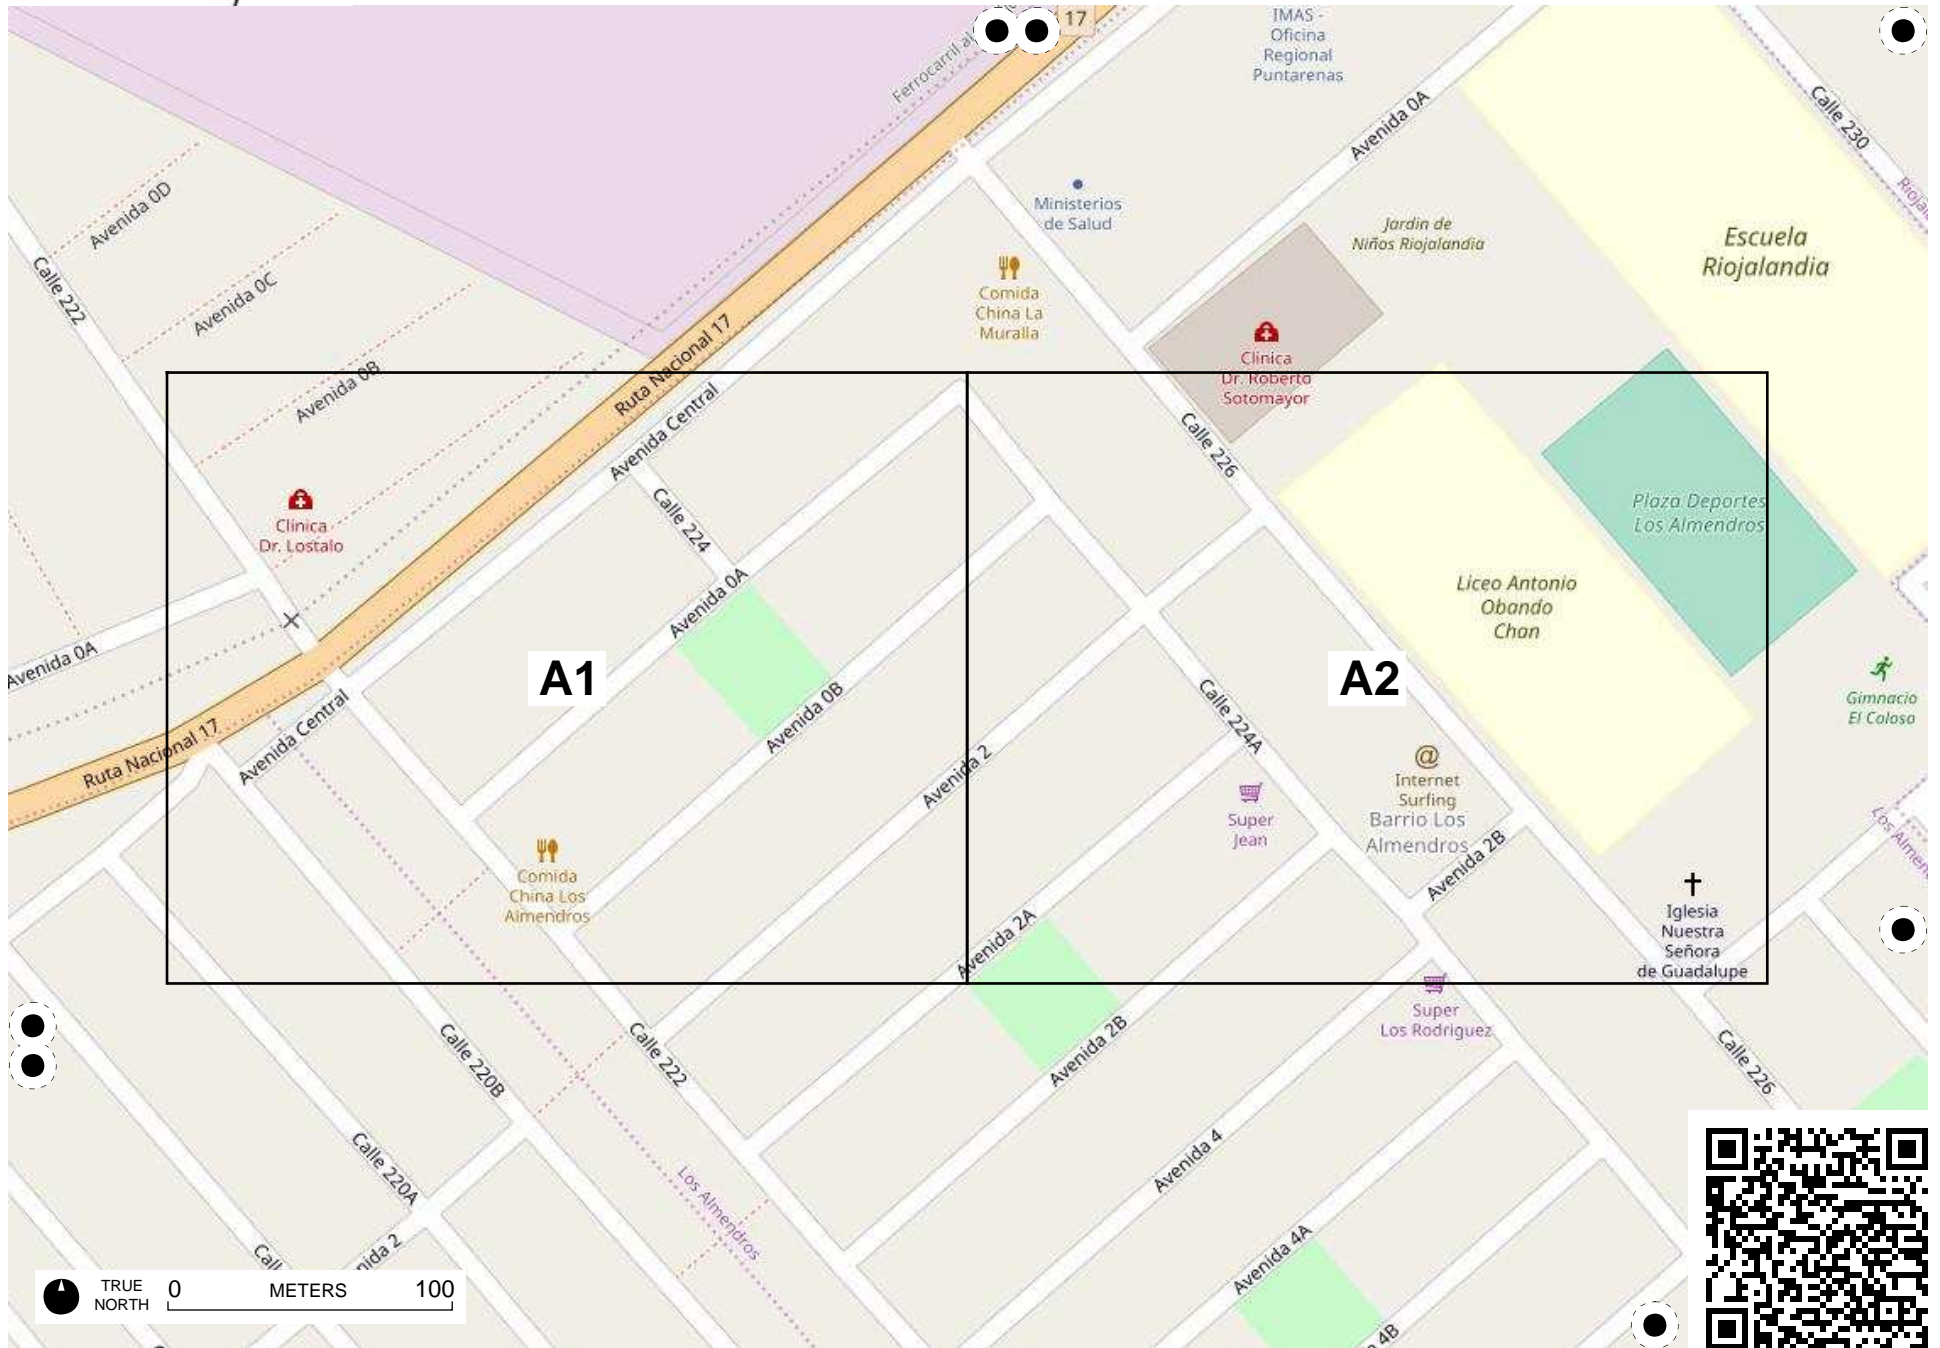 17
Ferrocarril al
IMAS -
Oficina
Regional
Puntarenas
Avenida 0A
Calle 230
Avenida 0D
Ministerios
de Salud
Jardin de
Niños Riojalandia
Escuela
Riojalandia
Calle 222
Avenida 0C
Comida
China La
Muralla
Ruta Nacional 17
Clinica
Dr. Roberto
Sotomayor
Avenida 0B
Avenida Central
Calle 226
Calle 224
Plaza Deportes
Los Almendros
Clinica
Dr. Lostalo
Avenida 0A
Liceo Antonio
Obando
Chan
Avenida 0A
A1
A2
Gimnacio
El Coloso
Calle 224A
Avenida 0B
Avenida Central
Ruta Nacional 17
Avenida 2
@
Internet
Surfing
Barrio Los
Almendros
Super
Jean
Avenida 2B
Comida
China Los
Almendros
Iglesia
Nuestra
Señora
de Guadalupe
Avenida 2A
Super
Los Rodriguez
Calle 220B
Calle 222
Avenida 2B
Calle 226
Calle 220A
Avenida 4
Los Almendros
Avenida 4A
nida 2
TRUE
NORTH
0 METERS 100
4B